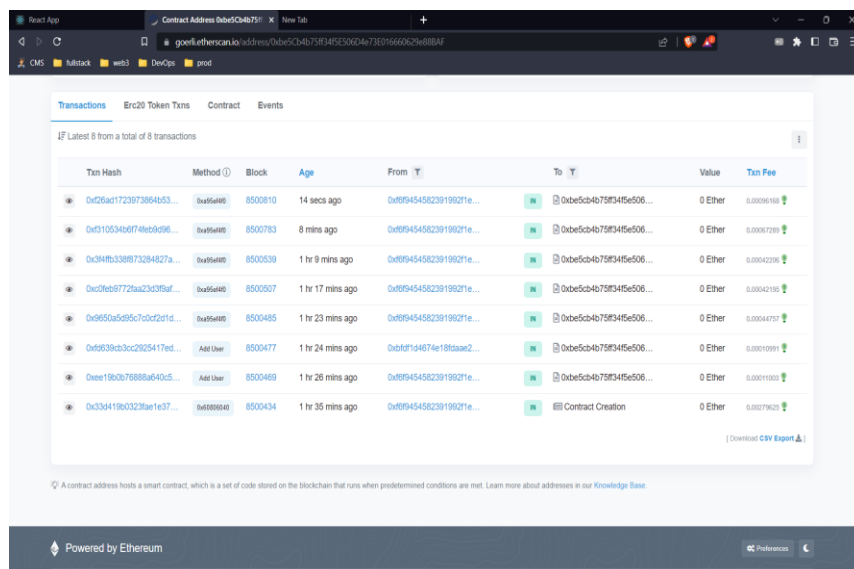 React App Contract Address 0xbe5Cb4b75ff New Tab
goerli.etherscan.io/address/0xbe5Cb4b75ff34f5E506D4e73E016660629e888AF
CMS fullstack web3 DevOps prod
Transactions Erc20 Token Txns Contract Events
Latest 8 from a total of 8 transactions
Txn Hash Method Block Age From To Value Txn Fee
0xf26ad1723973864b53... 0xa95ef4f0 8500810 14 secs ago 0xf6f9454582391992f1e... IN 0xbe5cb4b75ff34f5e506... 0 Ether 0.00096168
0xf310534b6f74feb9d96... 0xa95ef4f0 8500783 8 mins ago 0xf6f9454582391992f1e... IN 0xbe5cb4b75ff34f5e506... 0 Ether 0.00067289
0x3f4ffb338f873284827a... 0xa95ef4f0 8500539 1 hr 9 mins ago 0xf6f9454582391992f1e... IN 0xbe5cb4b75ff34f5e506... 0 Ether 0.00042206
0xc0feb9772faa23d3f9af... 0xa95ef4f0 8500507 1 hr 17 mins ago 0xf6f9454582391992f1e... IN 0xbe5cb4b75ff34f5e506... 0 Ether 0.00042195
0x9650a5d95c7c0cf2d1d... 0xa95ef4f0 8500485 1 hr 23 mins ago 0xf6f9454582391992f1e... IN 0xbe5cb4b75ff34f5e506... 0 Ether 0.00044757
0xfd639cb3cc2925417ed... Add User 8500477 1 hr 24 mins ago 0xbfdf1d4674e18fdaae2... IN 0xbe5cb4b75ff34f5e506... 0 Ether 0.00010991
0xee19b0b76888a640c5... Add User 8500469 1 hr 26 mins ago 0xf6f9454582391992f1e... IN 0xbe5cb4b75ff34f5e506... 0 Ether 0.00011003
0x33d419b0323fae1e37... 0x60806040 8500434 1 hr 35 mins ago 0xf6f9454582391992f1e... IN Contract Creation 0 Ether 0.00279625
[ Download CSV Export ]
A contract address hosts a smart contract, which is a set of code stored on the blockchain that runs when predetermined conditions are met. Learn more about addresses in our Knowledge Base.
Powered by Ethereum Preferences